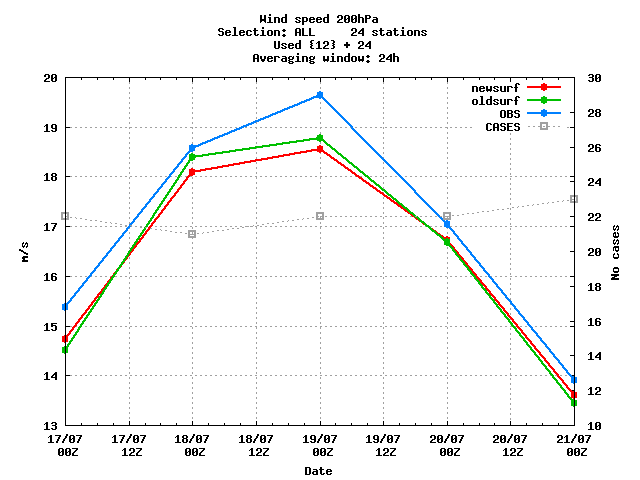 Wind speed 200hPa
Selection: ALL 24 stations
Used {12} + 24
Averaging window: 24h
20 30
newsurf
oldsurf
OBS
CASES
19
18
17
16
15
14
13
28
26
24
22
20
18
16
14
12
10
m/s
No cases
17/07 17/07 18/07 18/07 19/07 19/07 20/07 20/07 21/07
00Z 12Z 00Z 12Z 00Z 12Z 00Z 12Z 00Z
Date